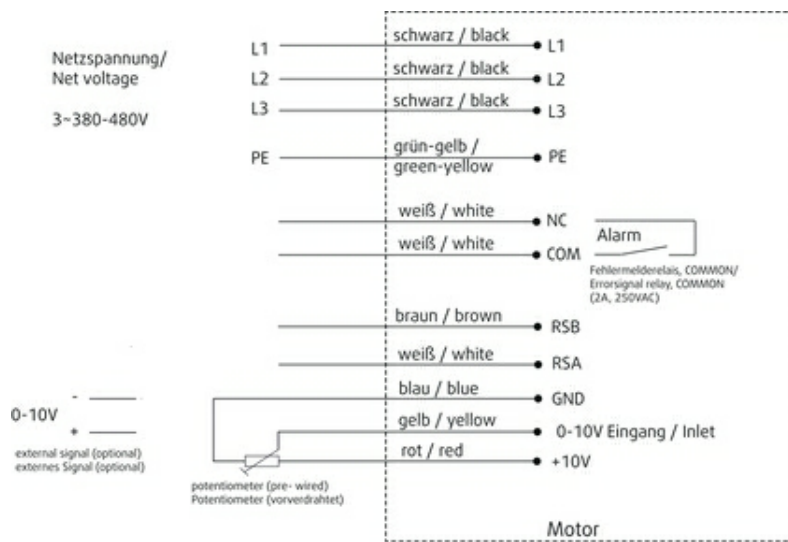 Netzspannung/
Net voltage
3~380-480V
L1
schwarz / black
L1
L2
schwarz / black
L2
L3
schwarz / black
L3
PE
grün-gelb /
green-yellow
PE
weiß / white
NC
weiß / white
COM
Alarm
Fehlermelderelais, COMMON/
Errorsignal relay, COMMON
(2A, 250VAC)
braun / brown
RSB
weiß / white
RSA
blau / blue
GND
gelb / yellow
0-10V Eingang / Inlet
rot / red
+10V
-
0-10V
+
external signal (optional)
externes Signal (optional)
potentiometer (pre- wired)
Potentiometer (vorverdrahtet)
Motor